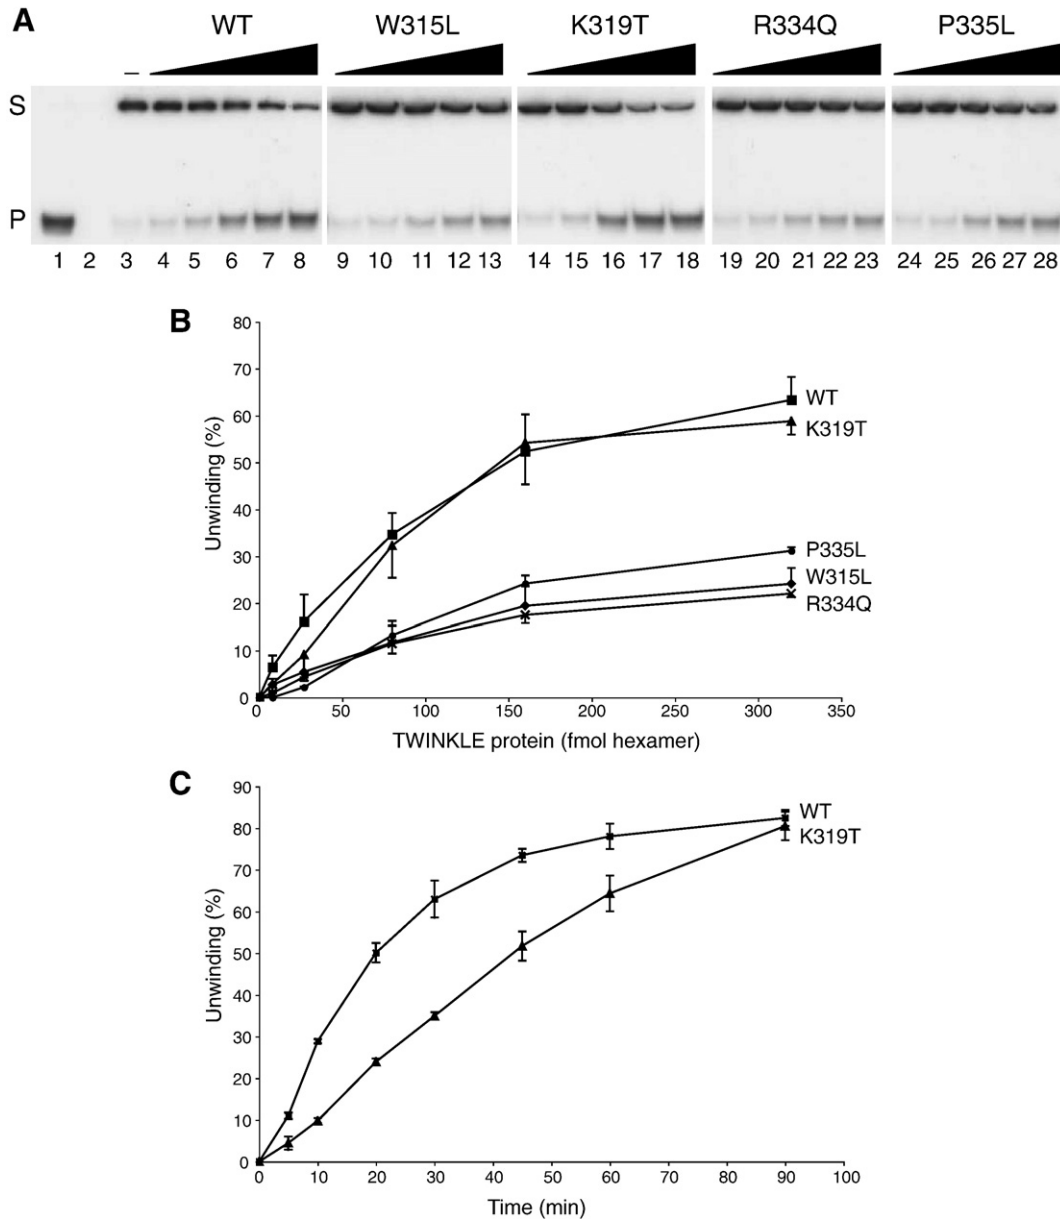 A
WT W315L K319T R334Q P335L
–
S
P
1 2 3 4 5 6 7 8 9 10 11 12 13 14 15 16 17 18 19 20 21 22 23 24 25 26 27 28
B
80
70
60
50
40
30
20
10
0
Unwinding (%)
WT
K319T
P335L
W315L
R334Q
0 50 100 150 200 250 300 350
TWINKLE protein (fmol hexamer)
C
90
80
70
60
50
40
30
20
10
0
Unwinding (%)
WT
K319T
0 10 20 30 40 50 60 70 80 90 100
Time (min)